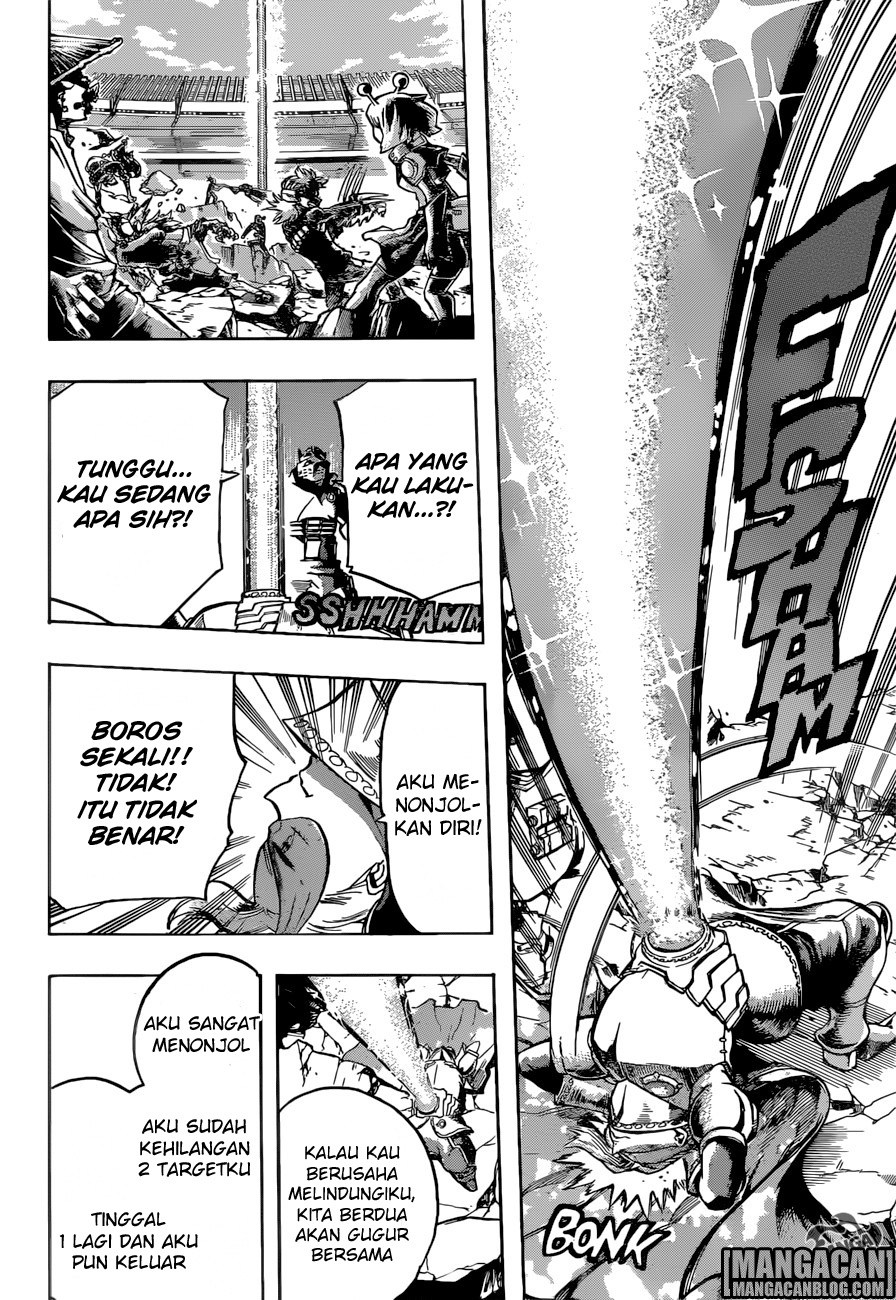 FSHAM
BONK
APA YANG
KAU LAKU-
KAN...?!
TUNGGU...
KAU SEDANG
APA SIH?!
SSHHHAMM
AKU ME-
NONJOL-
KAN DIRI!
BOROS
SEKALI!!
TIDAK!
ITU TIDAK
BENAR!
KALAU KAU
BERUSAHA
MELINDUNGIKU,
KITA BERDUA
AKAN GUGUR
BERSAMA
AKU SANGAT
MENONJOL
AKU SUDAH
KEHILANGAN
2 TARGETKU
TINGGAL
1 LAGI DAN AKU
PUN KELUAR
MANGACAN
MANGACANBLOG.COM